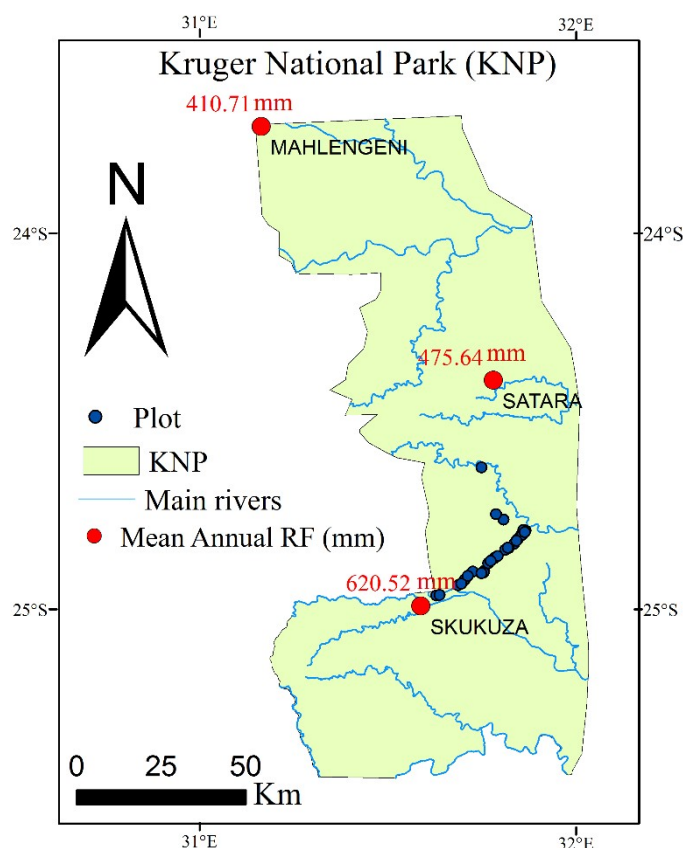 31°E 32°E
Kruger National Park (KNP)
410.71 mm
MAHLENGENI
N
24°S 24°S
475.64 mm
SATARA
Plot
KNP
Main rivers
Mean Annual RF (mm)
620.52 mm
25°S 25°S
SKUKUZA
0 25 50
Km
31°E 32°E